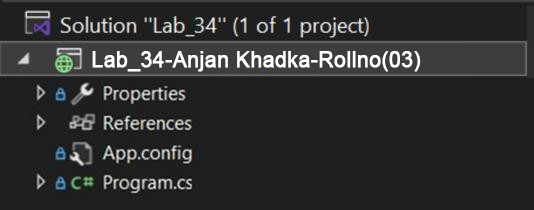 Solution "Lab_34" (1 of 1 project)
Lab_34-Anjan Khadka-Rollno(03)
Properties
References
App.config
C# Program.cs